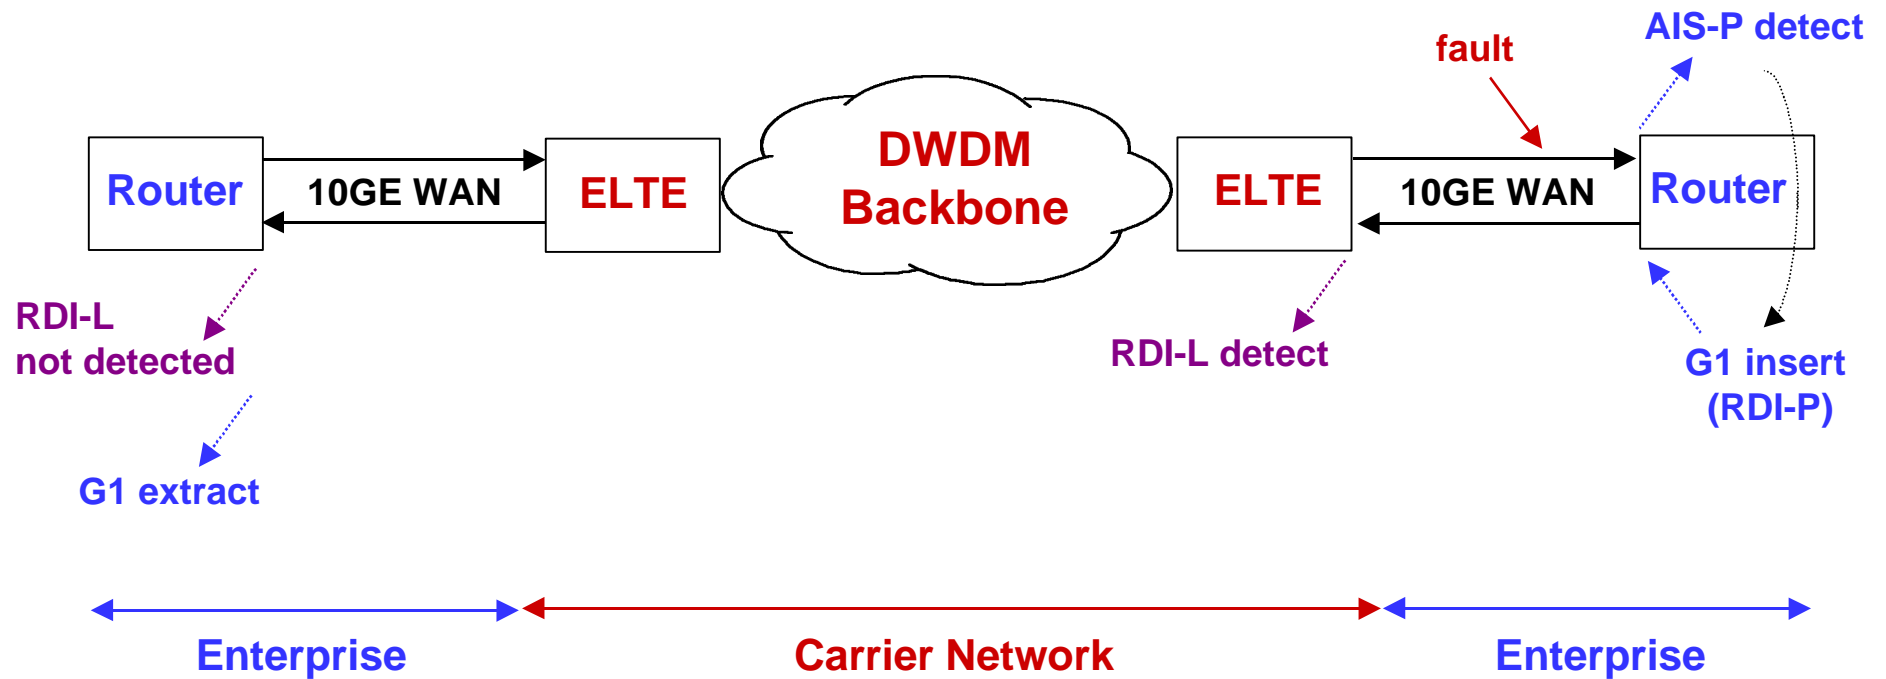 AIS-P detect
fault
DWDM
Backbone
Router
10GE WAN
ELTE
ELTE
10GE WAN
Router
RDI-L
not detected
RDI-L detect
G1 insert
(RDI-P)
G1 extract
Enterprise
Carrier Network
Enterprise